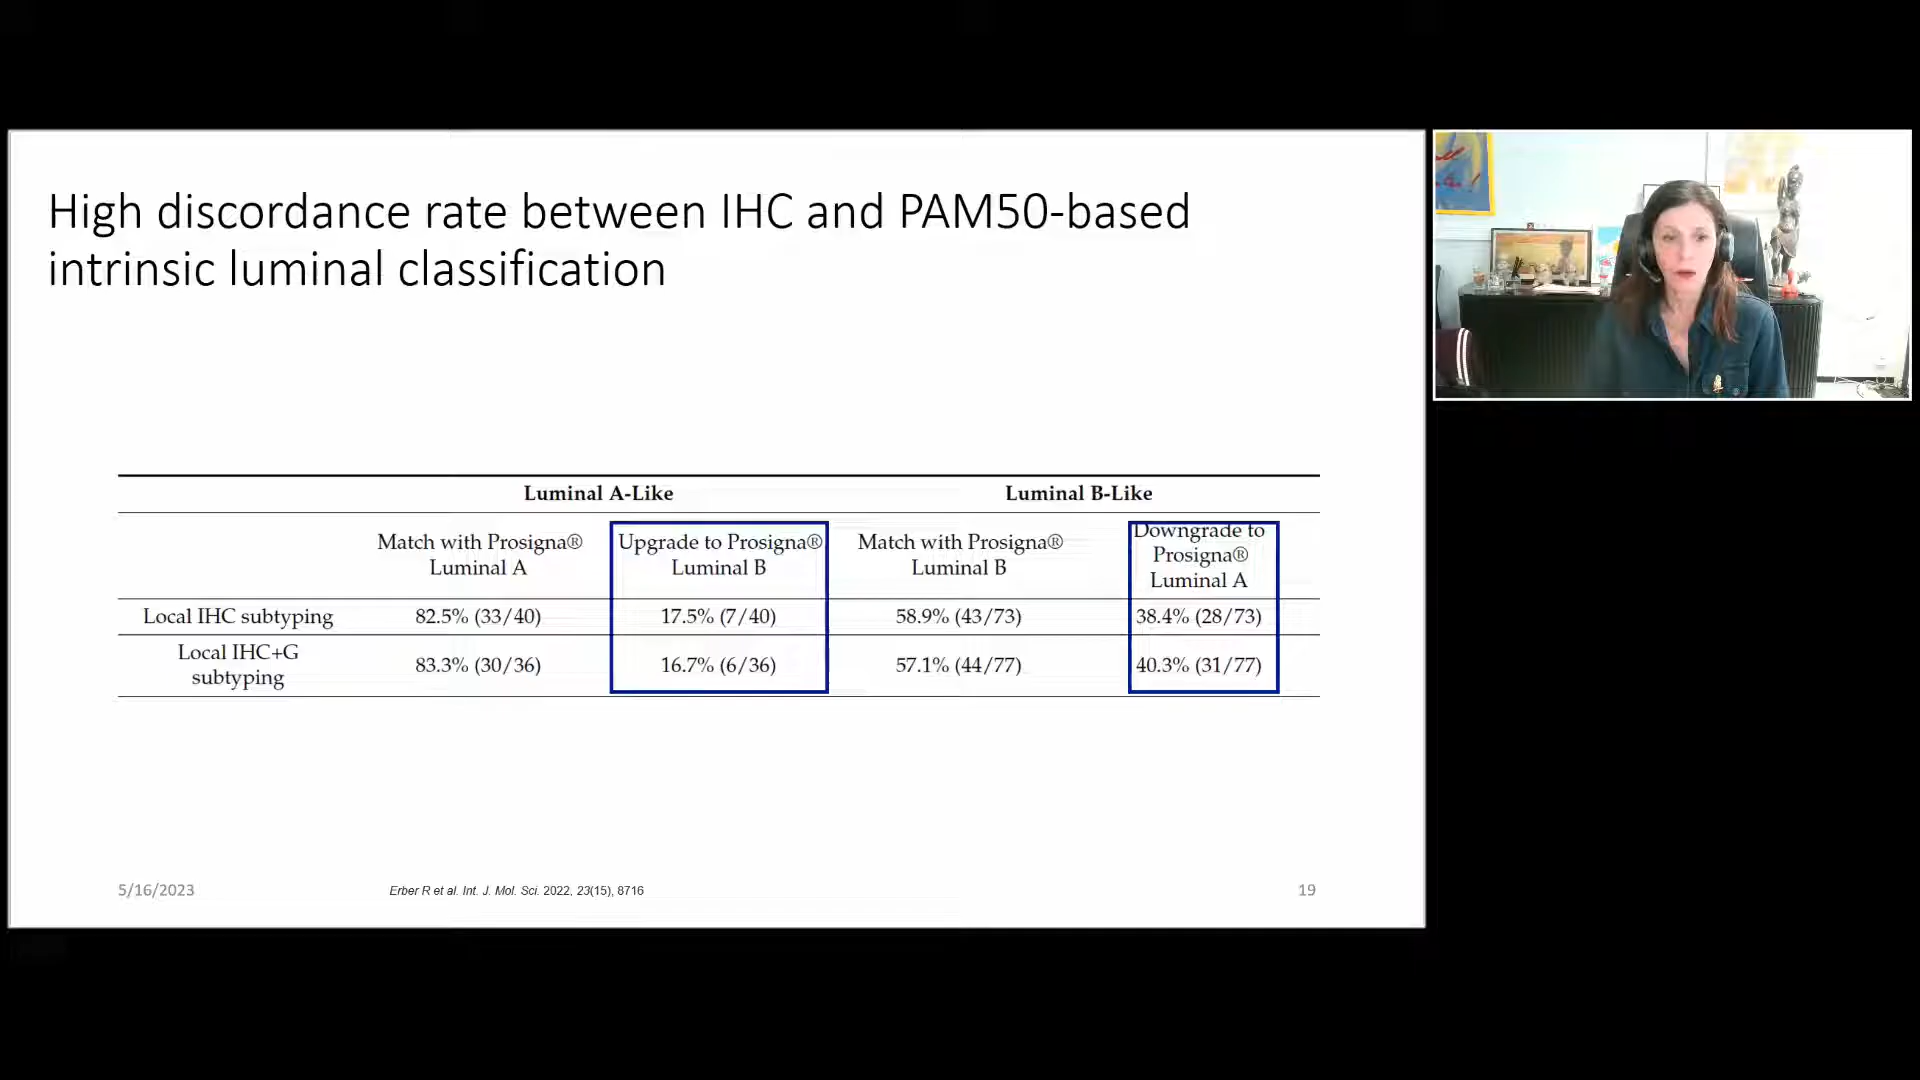 High discordance rate between IHC and PAM50-based
intrinsic luminal classification
Luminal A-Like Luminal B-Like
Match with Prosigna® Luminal A
Upgrade to Prosigna® Luminal B
Match with Prosigna® Luminal B
Downgrade to Prosigna® Luminal A
Local IHC subtyping 82.5% (33/40) 17.5% (7/40) 58.9% (43/73) 38.4% (28/73)
Local IHC+G subtyping 83.3% (30/36) 16.7% (6/36) 57.1% (44/77) 40.3% (31/77)
5/16/2023 Erber R et al. Int. J. Mol. Sci. 2022, 23(15), 8716 19